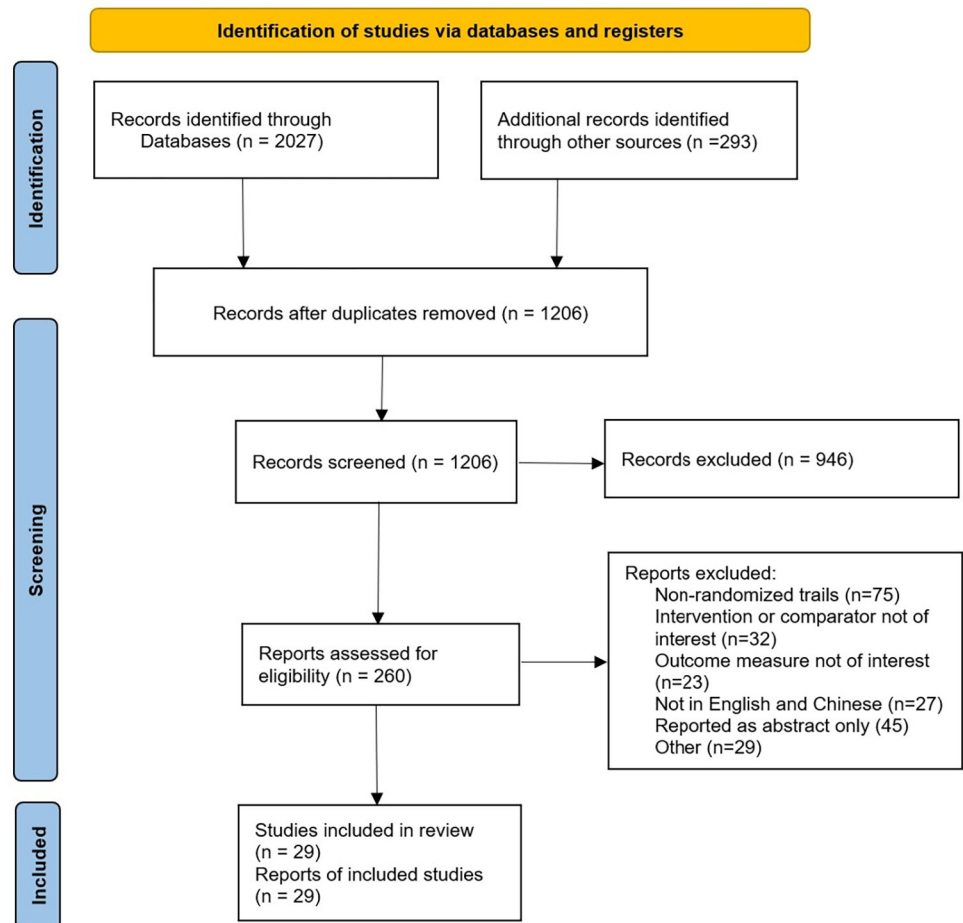 Identification of studies via databases and registers
Identification
Records identified through
Databases (n = 2027)
Additional records identified
through other sources (n =293)
Records after duplicates removed (n = 1206)
Screening
Records screened (n = 1206)
Records excluded (n = 946)
Reports assessed for
eligibility (n = 260)
Reports excluded:
Non-randomized trails (n=75)
Intervention or comparator not of
interest (n=32)
Outcome measure not of interest
(n=23)
Not in English and Chinese (n=27)
Reported as abstract only (45)
Other (n=29)
Included
Studies included in review
(n = 29)
Reports of included studies
(n = 29)